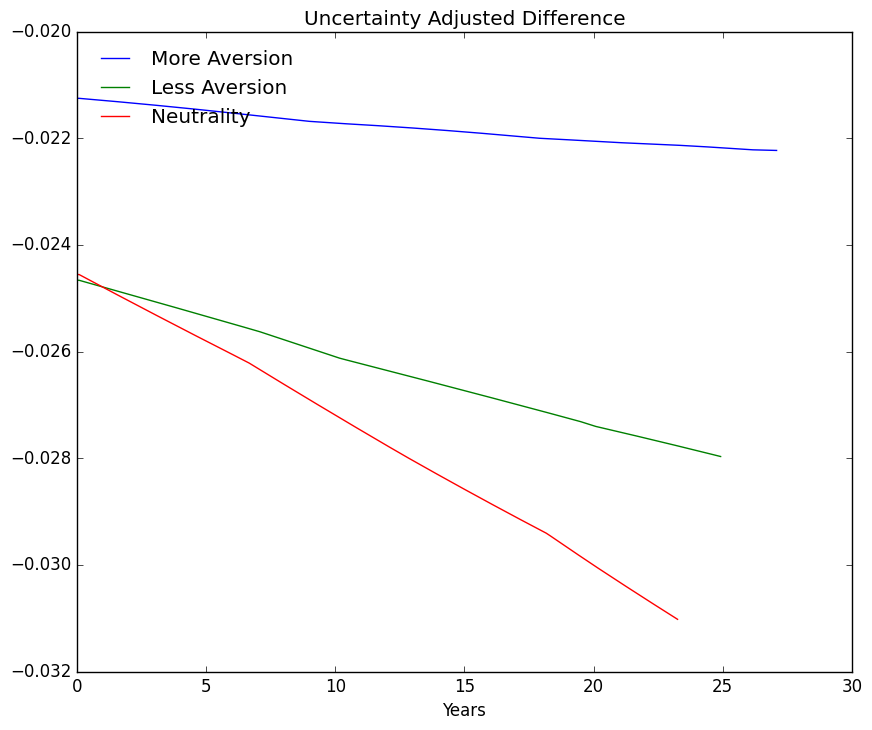 Uncertainty Adjusted Difference
−0.020
More Aversion
Less Aversion
Neutrality
−0.022
−0.024
−0.026
−0.028
−0.030
−0.032
0 5 10 15 20 25 30
Years